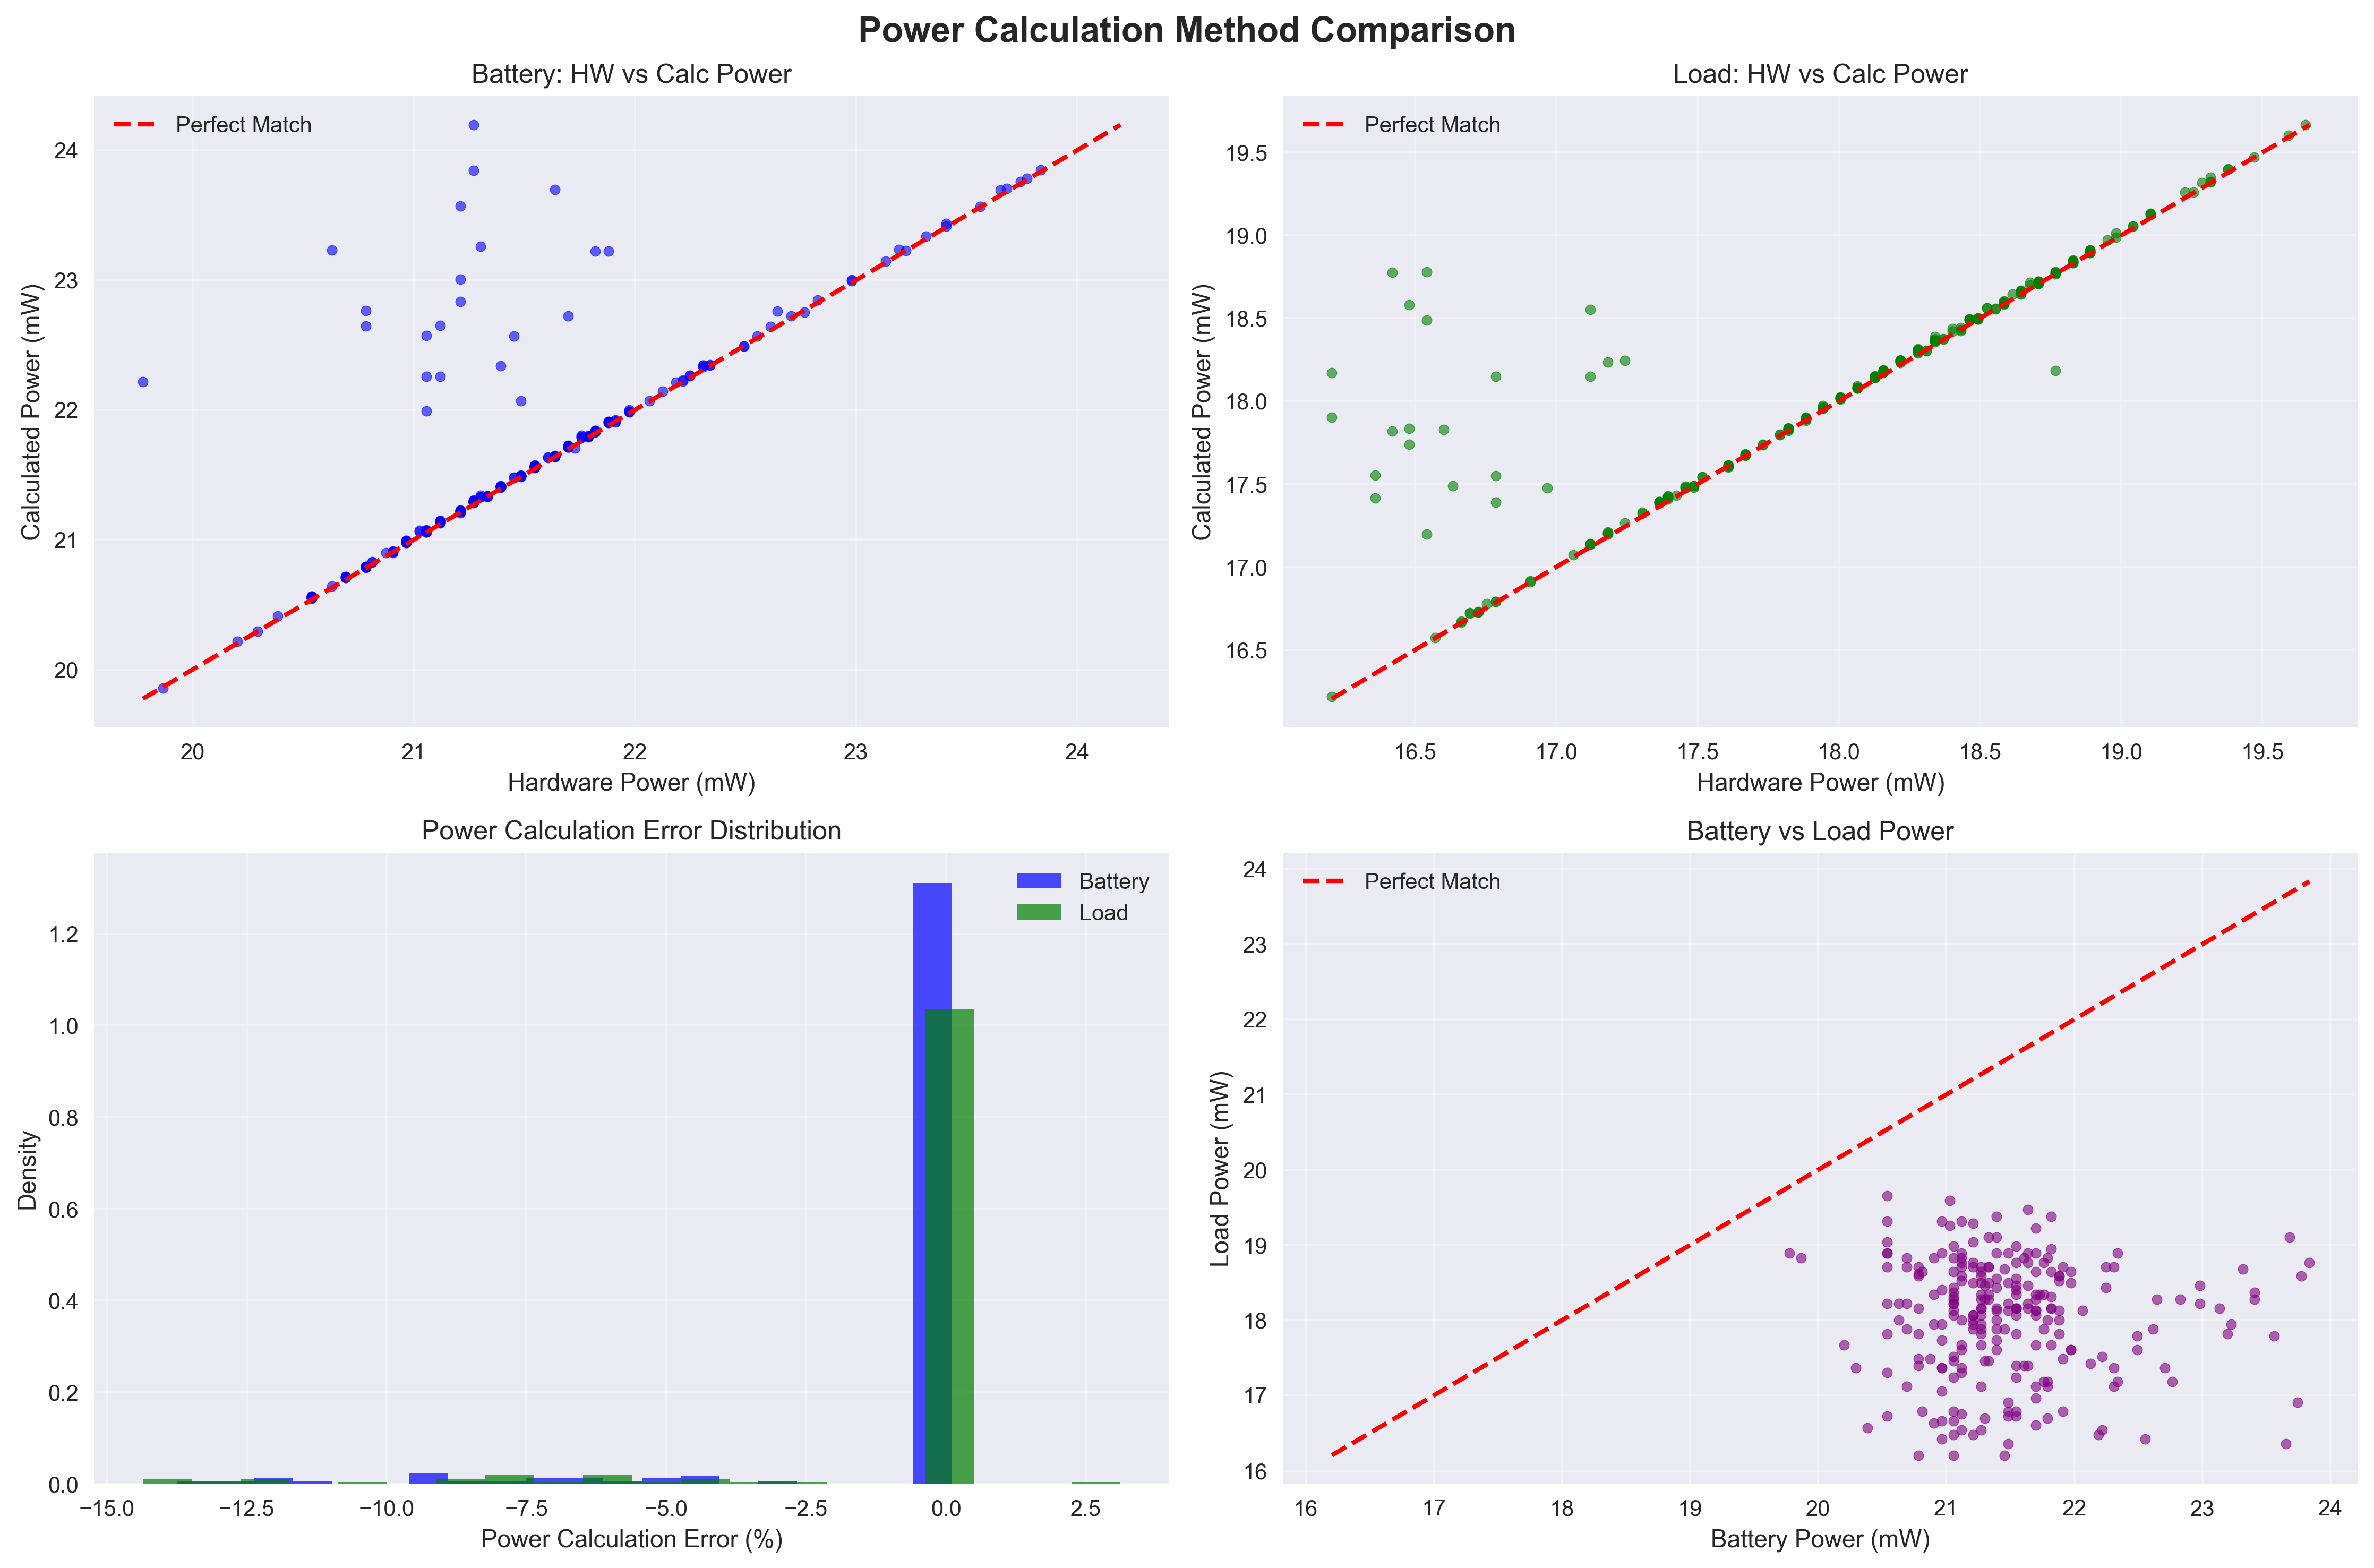 Power Calculation Method Comparison
Battery: HW vs Calc Power
Perfect Match
24
23
22
21
20
Calculated Power (mW)
20 21 22 23 24
Hardware Power (mW)
Load: HW vs Calc Power
Perfect Match
19.5
19.0
18.5
18.0
17.5
17.0
16.5
Calculated Power (mW)
16.5 17.0 17.5 18.0 18.5 19.0 19.5
Hardware Power (mW)
Power Calculation Error Distribution
Battery
Load
1.2
1.0
0.8
0.6
0.4
0.2
0.0
Density
−15.0 −12.5 −10.0 −7.5 −5.0 −2.5 0.0 2.5
Power Calculation Error (%)
Battery vs Load Power
Perfect Match
24
23
22
21
20
19
18
17
16
Load Power (mW)
16 17 18 19 20 21 22 23 24
Battery Power (mW)